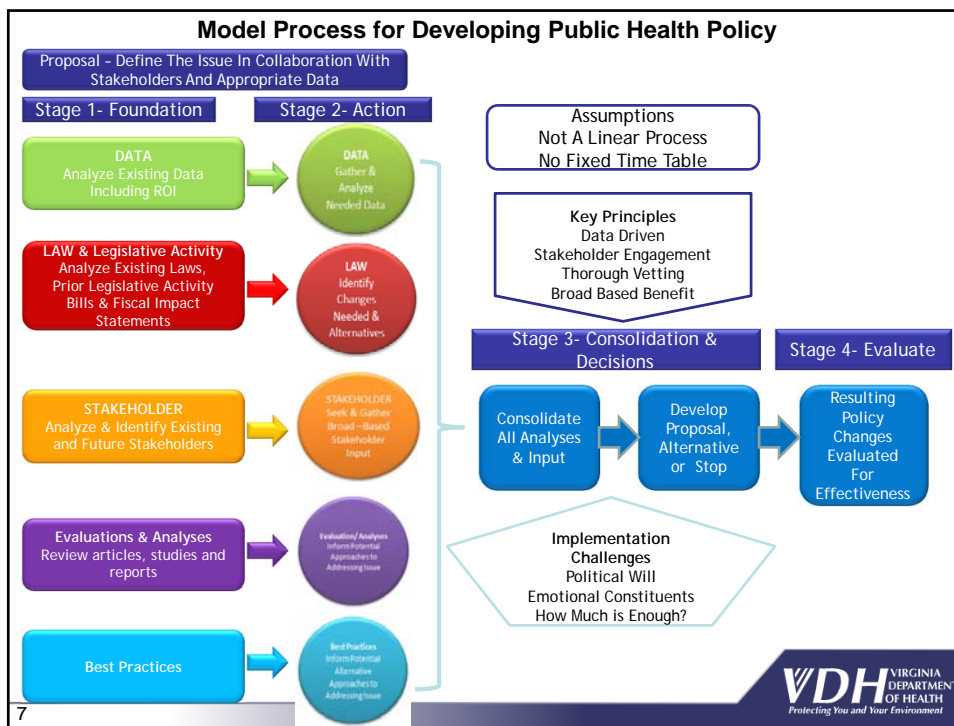 Model Process for Developing Public Health Policy
Proposal – Define The Issue In Collaboration With
Stakeholders And Appropriate Data
Stage 1- Foundation
Stage 2- Action
DATA
Analyze Existing Data
Including ROI
DATA
Gather &
Analyze
Needed Data
LAW & Legislative Activity
Analyze Existing Laws,
Prior Legislative Activity
Bills & Fiscal Impact
Statements
LAW
Identify
Changes
Needed &
Alternatives
STAKEHOLDER
Analyze & Identify Existing
and Future Stakeholders
STAKEHOLDER
Seek & Gather
Broad –Based
Stakeholder
Input
Evaluations & Analyses
Review articles, studies and
reports
Evaluation/ Analyses
Inform Potential
Approaches to
Addressing Issue
Best Practices
Best Practices
Inform Potential
Alternative
Approaches to
Addressing Issue
Assumptions
Not A Linear Process
No Fixed Time Table
Key Principles
Data Driven
Stakeholder Engagement
Thorough Vetting
Broad Based Benefit
Stage 3- Consolidation &
Decisions
Stage 4- Evaluate
Consolidate
All Analyses
& Input
Develop
Proposal,
Alternative
or Stop
Resulting
Policy
Changes
Evaluated
For
Effectiveness
Implementation
Challenges
Political Will
Emotional Constituents
How Much is Enough?
7
VDH VIRGINIA
DEPARTMENT
OF HEALTH
Protecting You and Your Environment